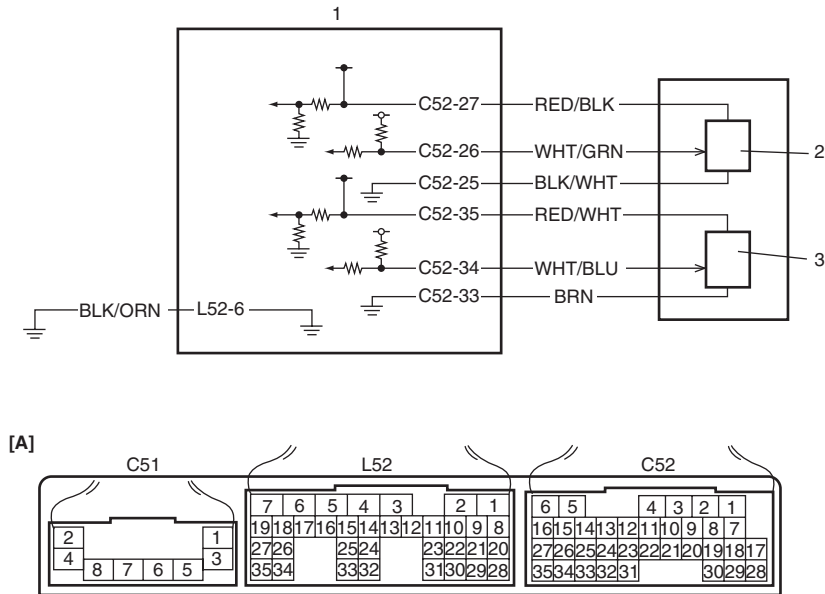 1
C52-27 RED/BLK
C52-26 WHT/GRN 2
C52-25 BLK/WHT
C52-35 RED/WHT
C52-34 WHT/BLU 3
C52-33 BRN
BLK/ORN L52-6
[A]
C51 L52 C52
7 6 5 4 3 2 1 6 5 4 3 2 1
2 1 19 18 17 16 15 14 13 12 11 10 9 8 16 15 14 13 12 11 10 9 8 7
4 3 27 26 25 24 23 22 21 20 27 26 25 24 23 22 21 20 19 18 17
8 7 6 5 35 34 33 32 31 30 29 28 35 34 33 32 31 30 29 28